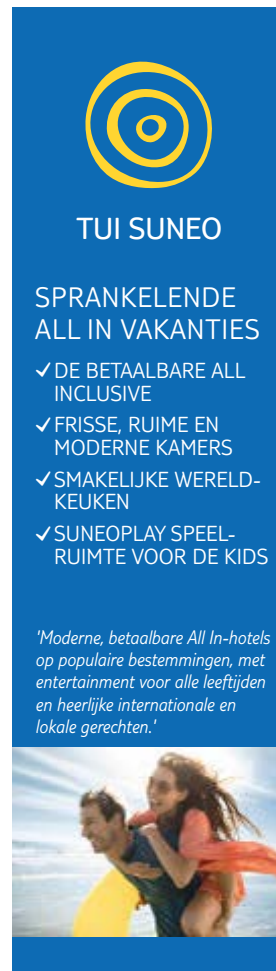 TUI SUNEO
SPRANKELENDE
ALL IN VAKANTIES
✓DE BETAALBARE ALL
INCLUSIVE
✓FRISSE, RUIME EN
MODERNE KAMERS
✓SMAKELIJKE WERELD-
KEUKEN
✓SUNEOPLAY SPEEL-
RUIMTE VOOR DE KIDS
'Moderne, betaalbare All In-hotels
op populaire bestemmingen, met
entertainment voor alle leeftijden
en heerlijke internationale en
lokale gerechten.'